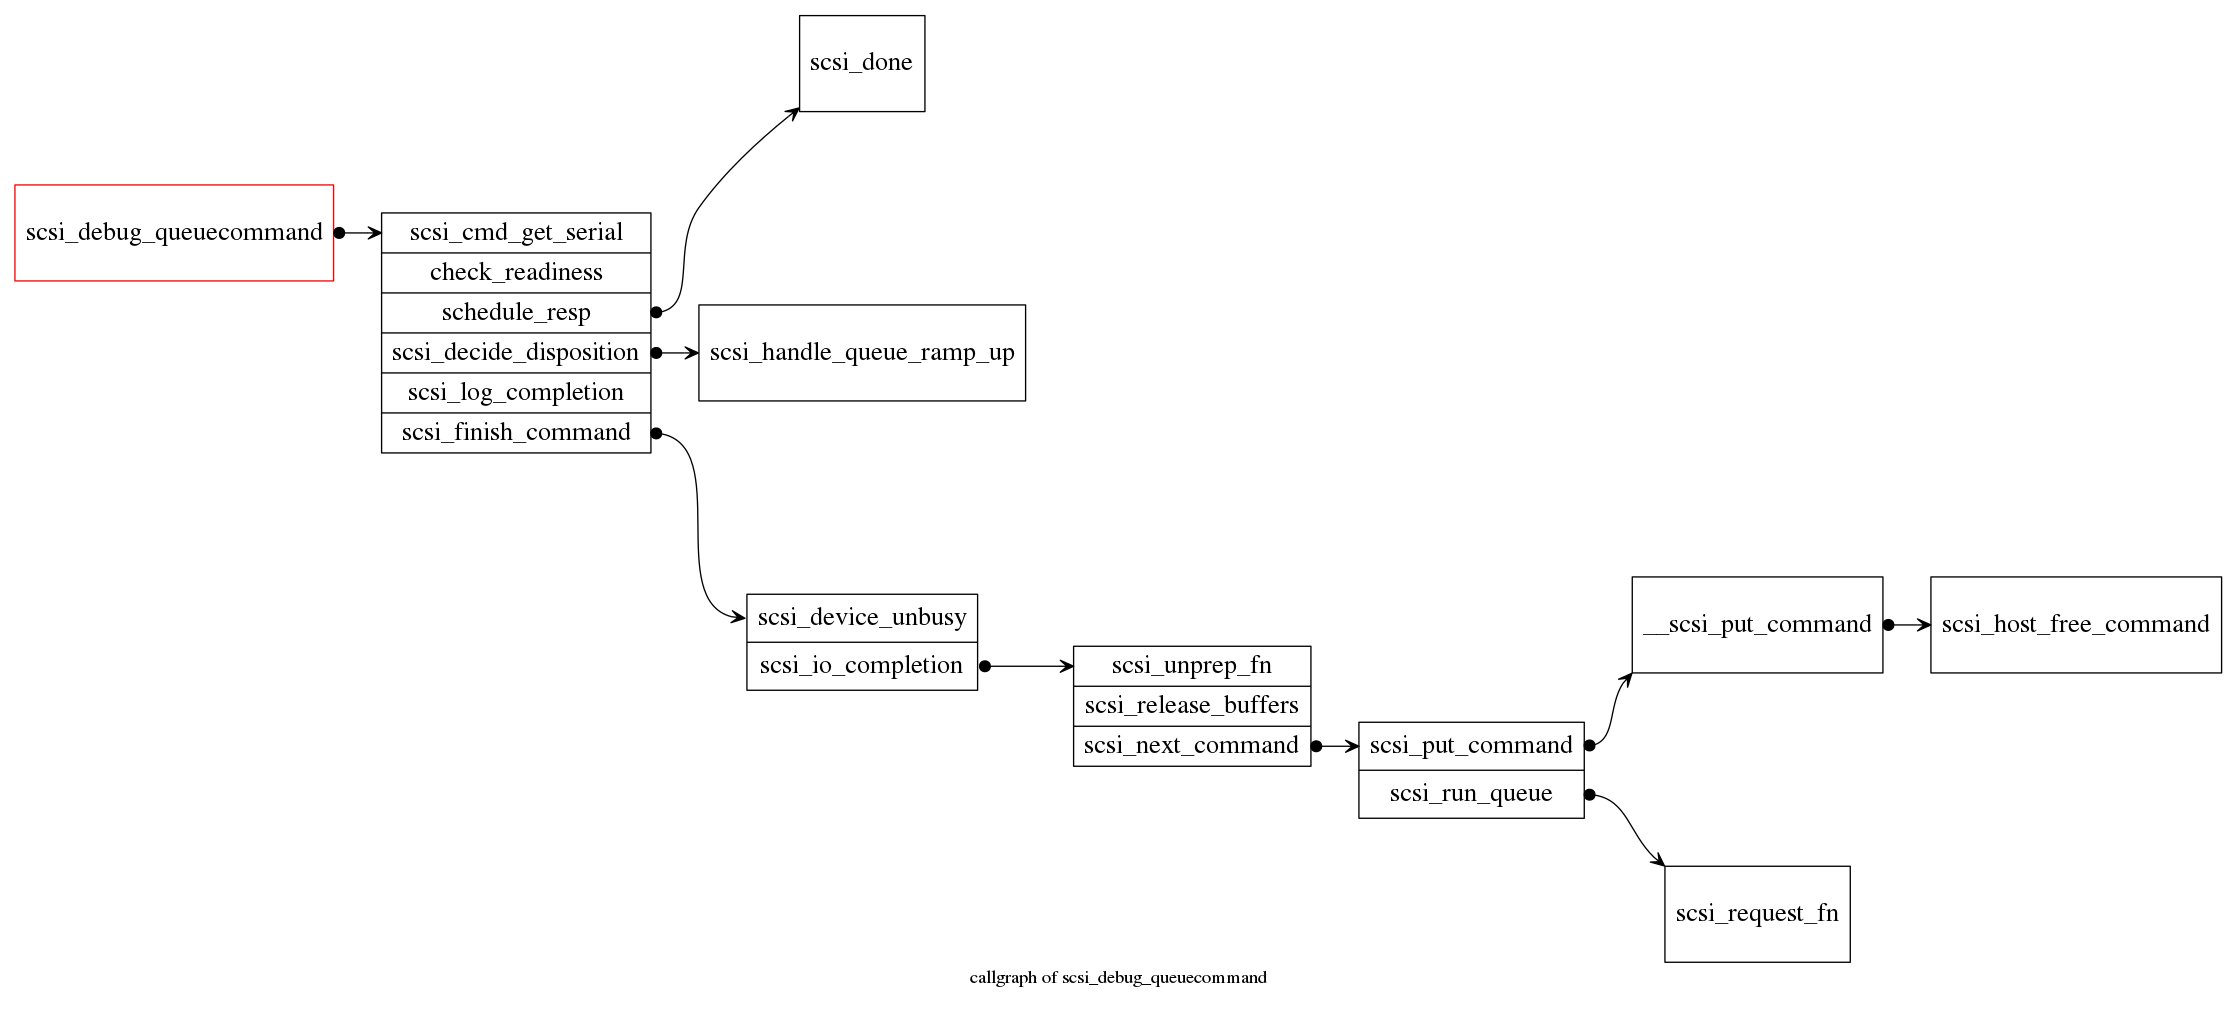 scsi_done
scsi_debug_queuecommand
scsi_cmd_get_serial
check_readiness
schedule_resp
scsi_decide_disposition
scsi_log_completion
scsi_finish_command
scsi_handle_queue_ramp_up
scsi_device_unbusy
scsi_io_completion
scsi_unprep_fn
scsi_release_buffers
scsi_next_command
scsi_put_command
scsi_run_queue
__scsi_put_command
scsi_host_free_command
scsi_request_fn
callgraph of scsi_debug_queuecommand